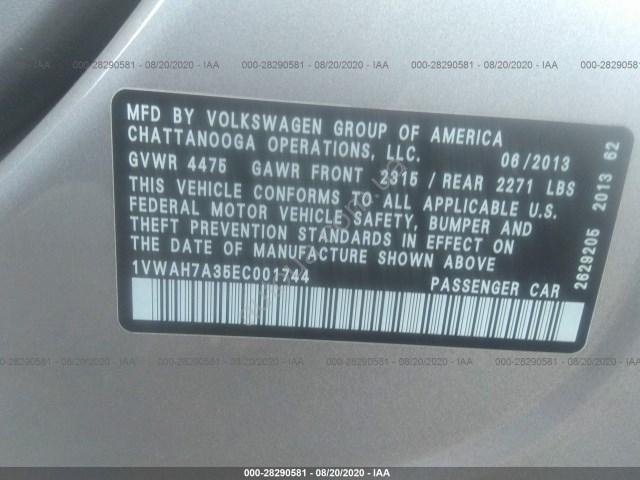 000-28290581 - 08/20/2020 - IAA
MFD BY VOLKSWAGEN GROUP OF AMERICA
CHATTANOOGA OPERATIONS, LLC. 06/2013
GVWR 4475 GAWR FRONT 2315 / REAR 2271 LBS
THIS VEHICLE CONFORMS TO ALL APPLICABLE U.S.
FEDERAL MOTOR VEHICLE SAFETY, BUMPER AND
THEFT PREVENTION STANDARDS IN EFFECT ON
THE DATE OF MANUFACTURE SHOWN ABOVE
1VWAH7A35EC001744 PASSENGER CAR
2629205 2013 62
000-28290581 - 08/20/2020 - IAA